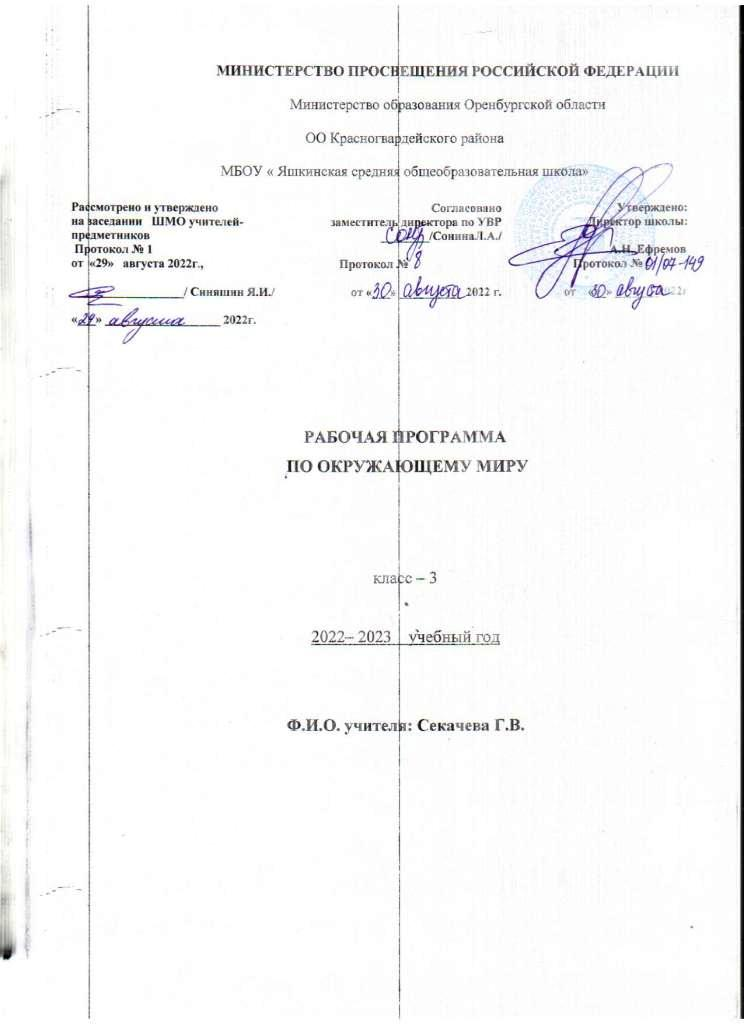 МИНИСТЕРСТВО ПРОСВЕЩЕНИЯ РОССИЙСКОЙ ФЕДЕРАЦИИ
Министерство образования Оренбургской области
ОО Красногвардейского района
МБОУ « Яшкинская средняя общеобразовательная школа»
Рассмотрено и утверждено
на заседании ШМО учителей-
предметников
Протокол № 1
от «29» августа 2022г.,
/ Синяшин Я.И./
«29» августа 2022г.
Согласовано
заместитель директора по УВР
/СонинаЛ.А./
Протокол № 8
от «30» августа 2022 г.
Утверждено:
Директор школы:
А.Н. Ефремов
Протокол № 01/07-149
от «30» августа 2022г
РАБОЧАЯ ПРОГРАММА
ПО ОКРУЖАЮЩЕМУ МИРУ
класс – 3
2022– 2023 учебный год
Ф.И.О. учителя: Секачева Г.В.